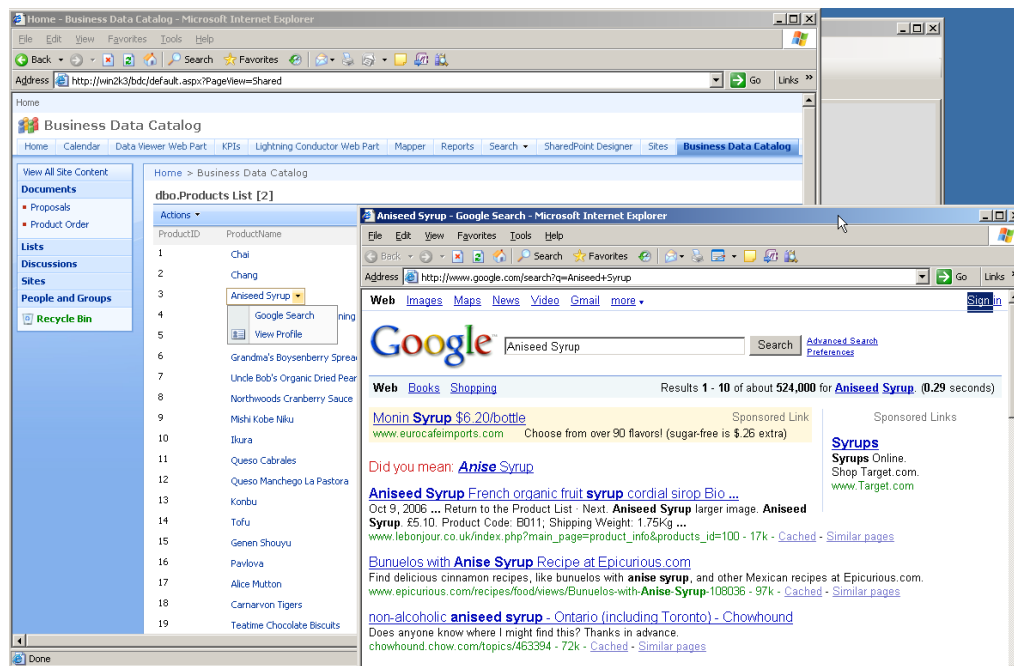 Home - Business Data Catalog - Microsoft Internet Explorer
File Edit View Favorites Tools Help
Back Search Favorites
Address http://win2k3/bdc/default.aspx?PageView=Shared Go Links »
Home
Business Data Catalog
Home Calendar Data Viewer Web Part KPIs Lightning Conductor Web Part Mapper Reports Search SharedPoint Designer Sites Business Data Catalog
View All Site Content
Documents
Proposals
Product Order
Lists
Discussions
Sites
People and Groups
Recycle Bin
Home > Business Data Catalog
dbo.Products List [2]
Actions
ProductID ProductName
1 Chai
2 Chang
3 Aniseed Syrup
4 ning
Google Search
5
View Profile
6 Grandma's Boysenberry Sprea
7 Uncle Bob's Organic Dried Pear
8 Northwoods Cranberry Sauce
9 Mishi Kobe Niku
10 Ikura
11 Queso Cabrales
12 Queso Manchego La Pastora
13 Konbu
14 Tofu
15 Genen Shouyu
16 Pavlova
17 Alice Mutton
18 Carnarvon Tigers
19 Teatime Chocolate Biscuits
Done
Aniseed Syrup - Google Search - Microsoft Internet Explorer
File Edit View Favorites Tools Help
Back Search Favorites
Address http://www.google.com/search?q=Aniseed+Syrup Go Links
Web Images Maps News Video Gmail more Sign in
Google™ Aniseed Syrup Search Advanced Search
Preferences
Web Books Shopping Results 1 - 10 of about 524,000 for Aniseed Syrup. (0.29 seconds)
Monin Syrup $6.20/bottle Sponsored Link
www.eurocafeimports.com Choose from over 90 flavors! (sugar-free is $.26 extra)
Sponsored Links
Syrups
Syrups Online.
Shop Target.com.
www.Target.com
Did you mean: Anise Syrup
Aniseed Syrup French organic fruit syrup cordial sirop Bio ...
Oct 9, 2006 ... Return to the Product List · Next. Aniseed Syrup larger image. Aniseed
Syrup. £5.10. Product Code: B011; Shipping Weight: 1.75Kg ...
www.lebonjour.co.uk/index.php?main_page=product_info&products_id=100 - 17k - Cached - Similar pages
Bunuelos with Anise Syrup Recipe at Epicurious.com
Find delicious cinnamon recipes, like bunuelos with anise syrup, and other Mexican recipes at Epicurious.com.
www.epicurious.com/recipes/food/views/Bunuelos-with-Anise-Syrup-108036 - 97k - Cached - Similar pages
non-alcoholic aniseed syrup - Ontario (including Toronto) - Chowhound
Does anyone know where I might find this? Thanks in advance.
chowhound.chow.com/topics/463394 - 72k - Cached - Similar pages